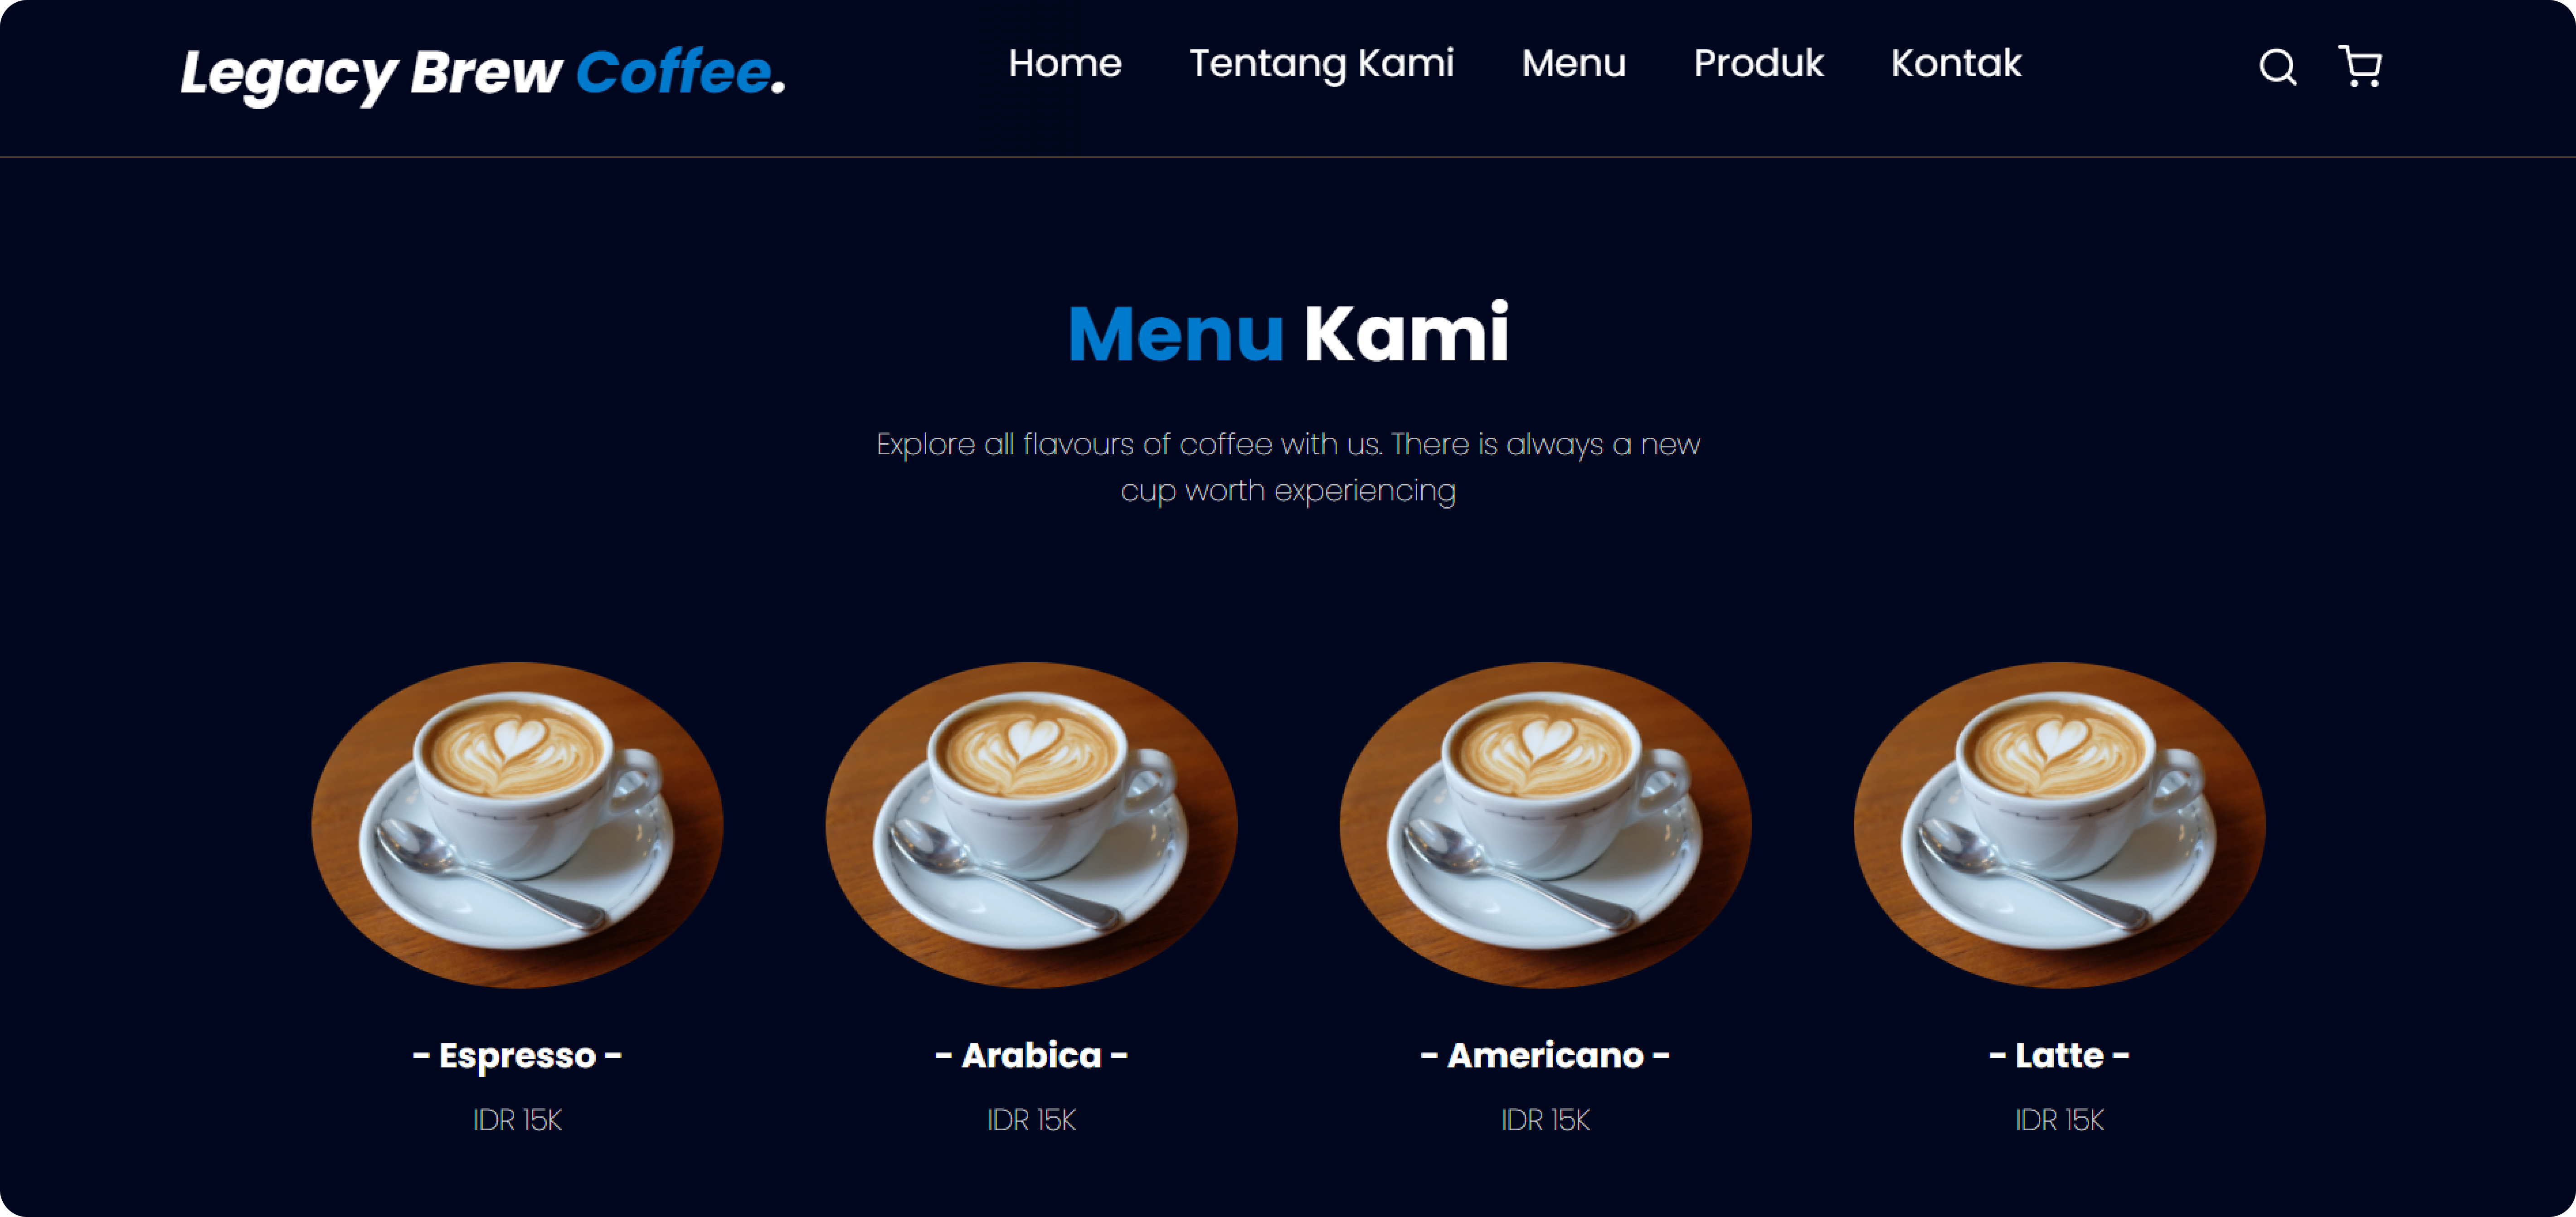 Legacy Brew Coffee.
Home Tentang Kami Menu Produk Kontak
Menu Kami
Explore all flavours of coffee with us. There is always a new
cup worth experiencing
- Espresso -
IDR 15K
- Arabica -
IDR 15K
- Americano -
IDR 15K
- Latte -
IDR 15K